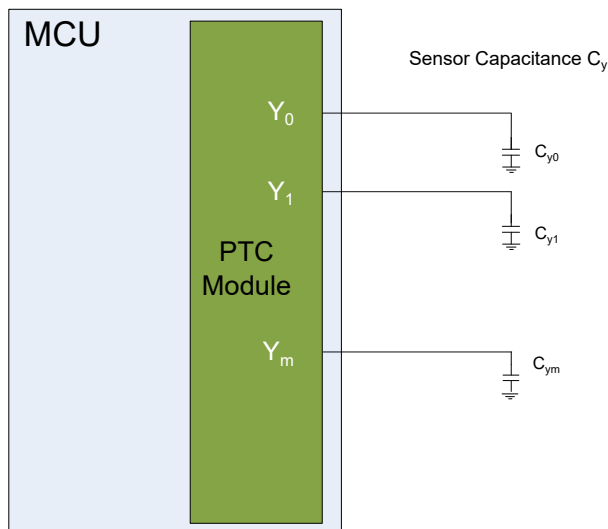 MCU
Sensor Capacitance Cy
Y0
Cy0
Y1
Cy1
PTC
Module
Ym
Cym